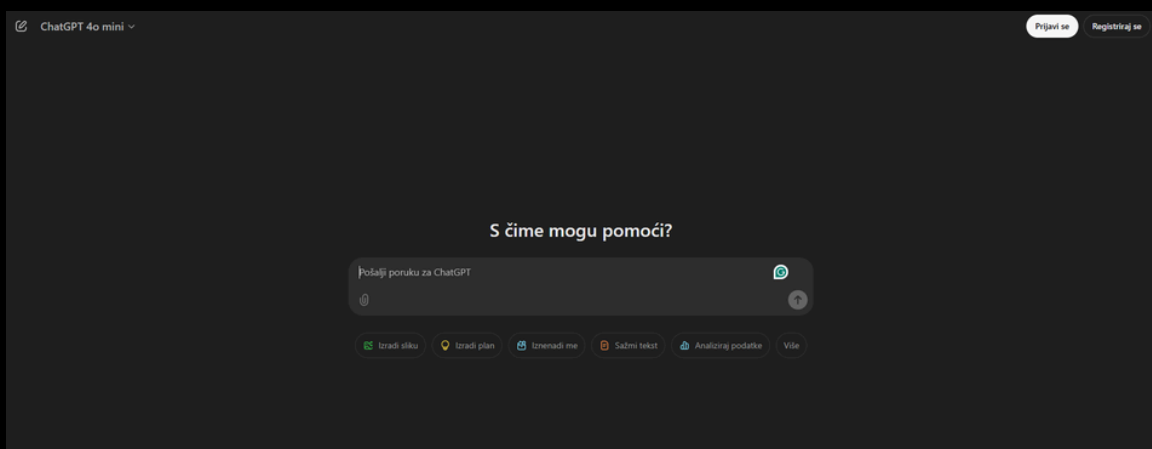 ChatGPT 4o mini
Prijavi se
Registriraj se
S čime mogu pomoći?
Pošalji poruku za ChatGPT
Izradi sliku
Izradi plan
Iznenadi me
Sažmi tekst
Analiziraj podatke
Više